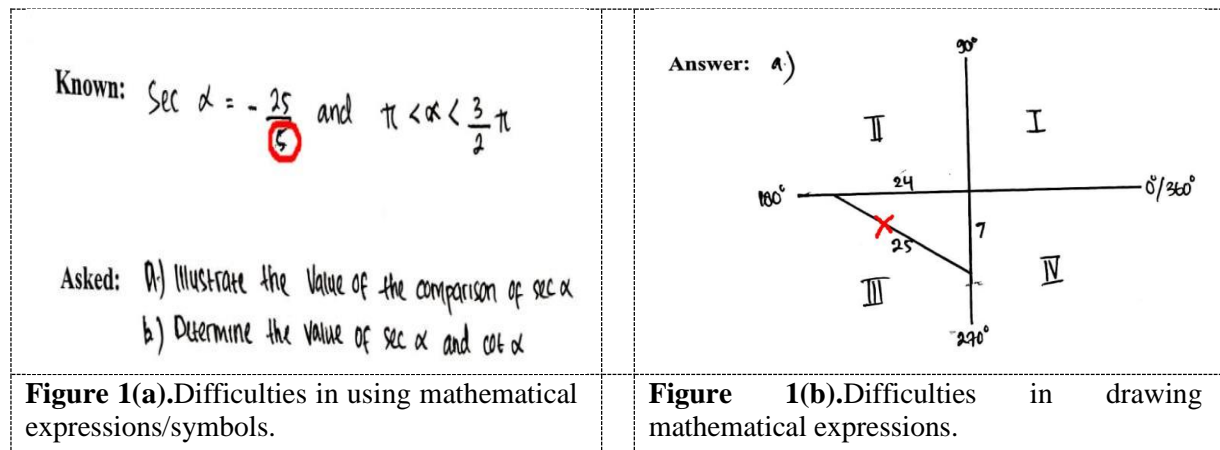 Known: Sec α = - 25/5 and π < α < 3/2 π
Asked: a.) Illustrate the value of the comparison of sec α
b.) Determine the value of sec α and cot α
Figure 1(a).Difficulties in using mathematical
expressions/symbols.
Answer: a.)
90°
II
I
24
180°
0°/360°
7
25
III
IV
270°
Figure 1(b).Difficulties in drawing
mathematical expressions.